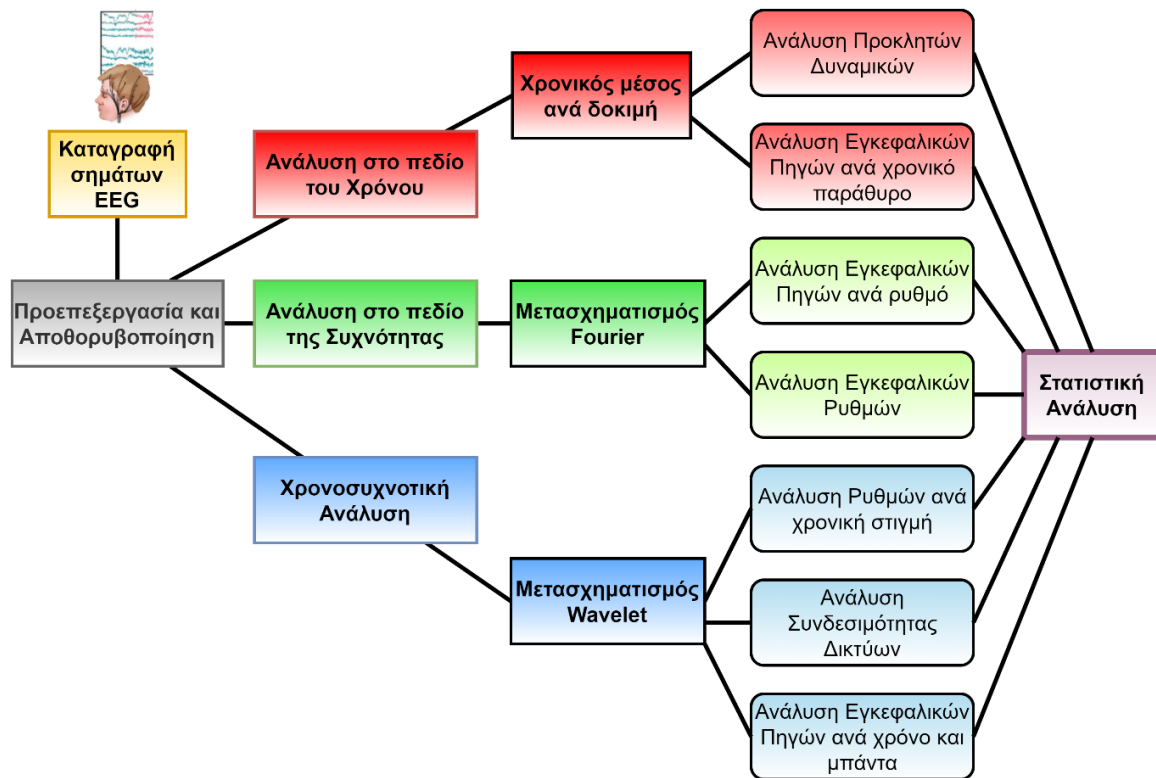 Καταγραφή
σημάτων
EEG
Προεπεξεργασία και
Αποθορυβοποίηση
Ανάλυση στο πεδίο
του Χρόνου
Ανάλυση στο πεδίο
της Συχνότητας
Χρονοσυχνοτική
Ανάλυση
Χρονικός μέσος
ανά δοκιμή
Μετασχηματισμός
Fourier
Μετασχηματισμός
Wavelet
Ανάλυση Προκλητών
Δυναμικών
Ανάλυση Εγκεφαλικών
Πηγών ανά χρονικό
παράθυρο
Ανάλυση Εγκεφαλικών
Πηγών ανά ρυθμό
Ανάλυση Εγκεφαλικών
Ρυθμών
Ανάλυση Ρυθμών ανά
χρονική στιγμή
Ανάλυση
Συνδεσιμότητας
Δικτύων
Ανάλυση Εγκεφαλικών
Πηγών ανά χρόνο και
μπάντα
Στατιστική
Ανάλυση